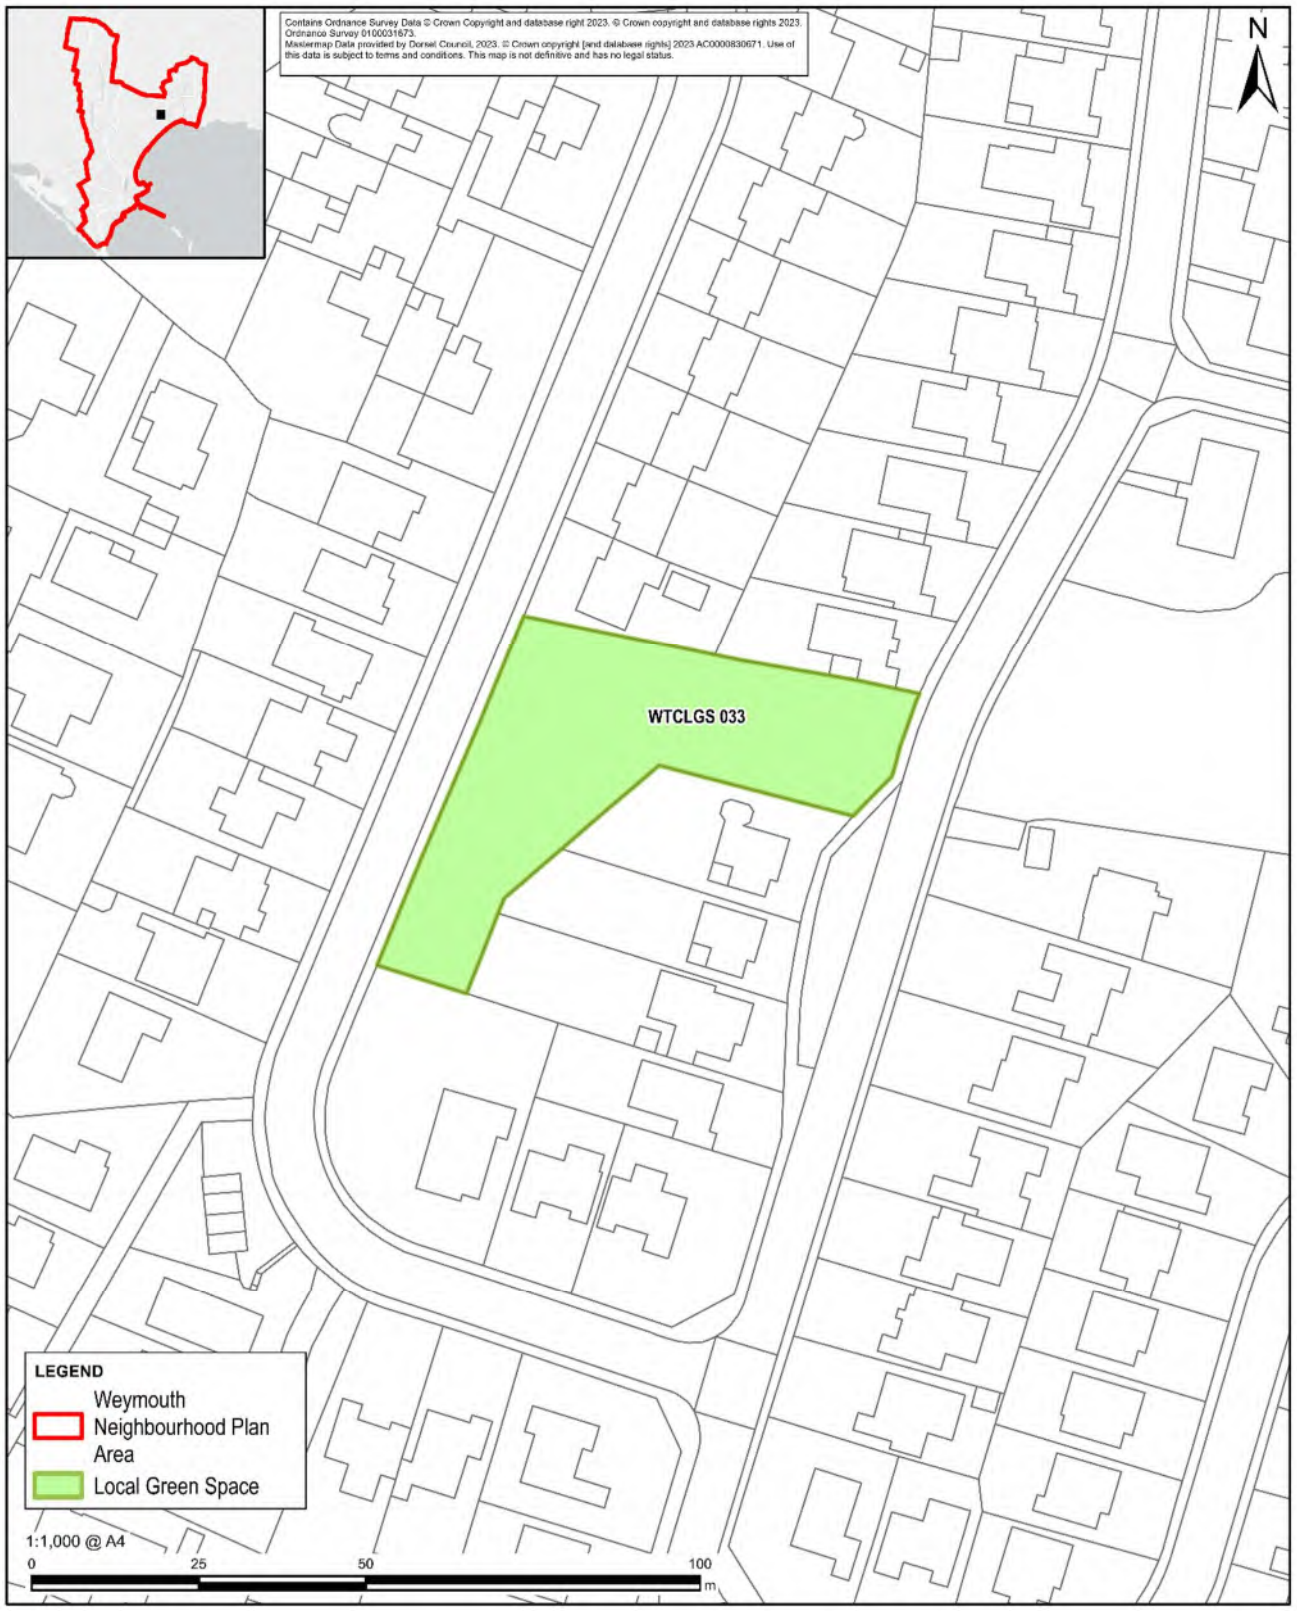 Contains Ordnance Survey Data © Crown Copyright and database right 2023. © Crown copyright and database rights 2023.
Ordnance Survey 0100031673.
Mastermap Data provided by Dorset Council, 2023. © Crown copyright [and database rights] 2023 AC0000830671. Use of
this data is subject to terms and conditions. This map is not definitive and has no legal status.
N
WTCLGS 033
LEGEND
Weymouth
Neighbourhood Plan
Area
Local Green Space
1:1,000 @ A4
0 25 50 100
m